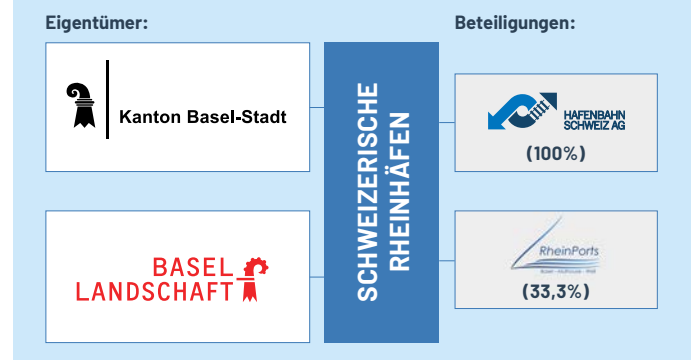 Eigentümer:
Beteiligungen:
Kanton Basel-Stadt
BASEL
LANDSCHAFT
SCHWEIZERISCHE
RHEINHÄFEN
HAFENBAHN
SCHWEIZ AG
(100%)
RheinPorts
(33,3%)